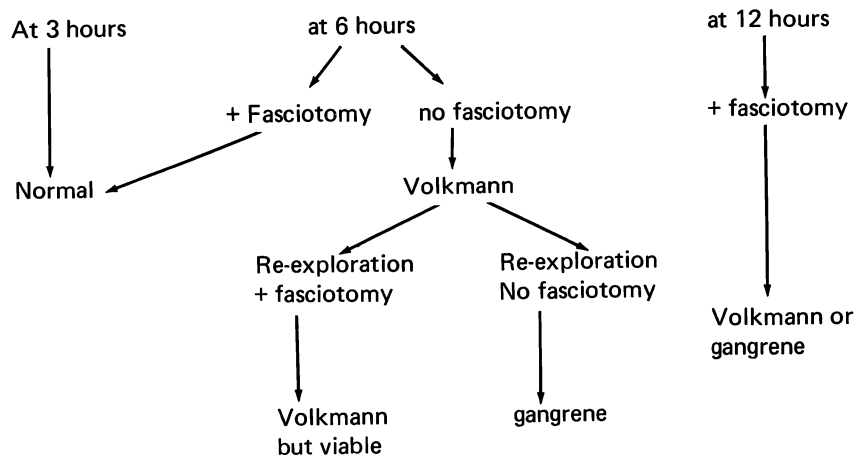 At 3 hours
at 6 hours
at 12 hours
+ Fasciotomy
no fasciotomy
+ fasciotomy
Normal
Volkmann
Re-exploration
+ fasciotomy
Re-exploration
No fasciotomy
Volkmann or
gangrene
Volkmann
but viable
gangrene